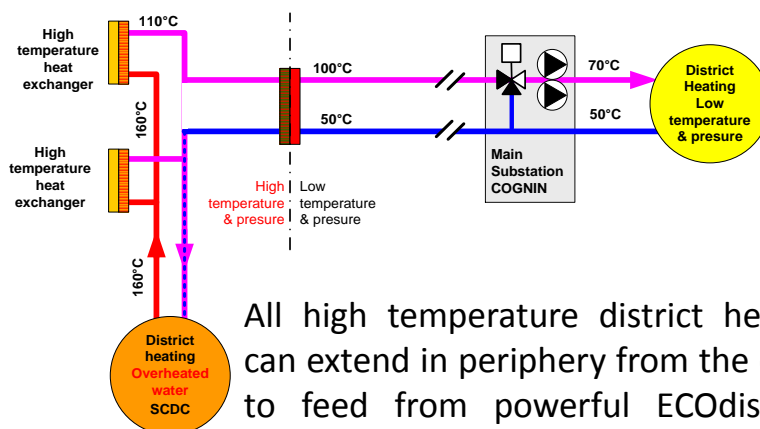 High
temperature
heat
exchanger
110°C
160°C
High
temperature
heat
exchanger
160°C
100°C
50°C
High
temperature
& presure
Low
temperature
& presure
Main
Substation
COGNIN
70°C
50°C
District
Heating
Low
temperature
& presure
District
heating
Overheated
water
SCDC
All high temperature district he
can extend in periphery from the
to feed from powerful ECOdis